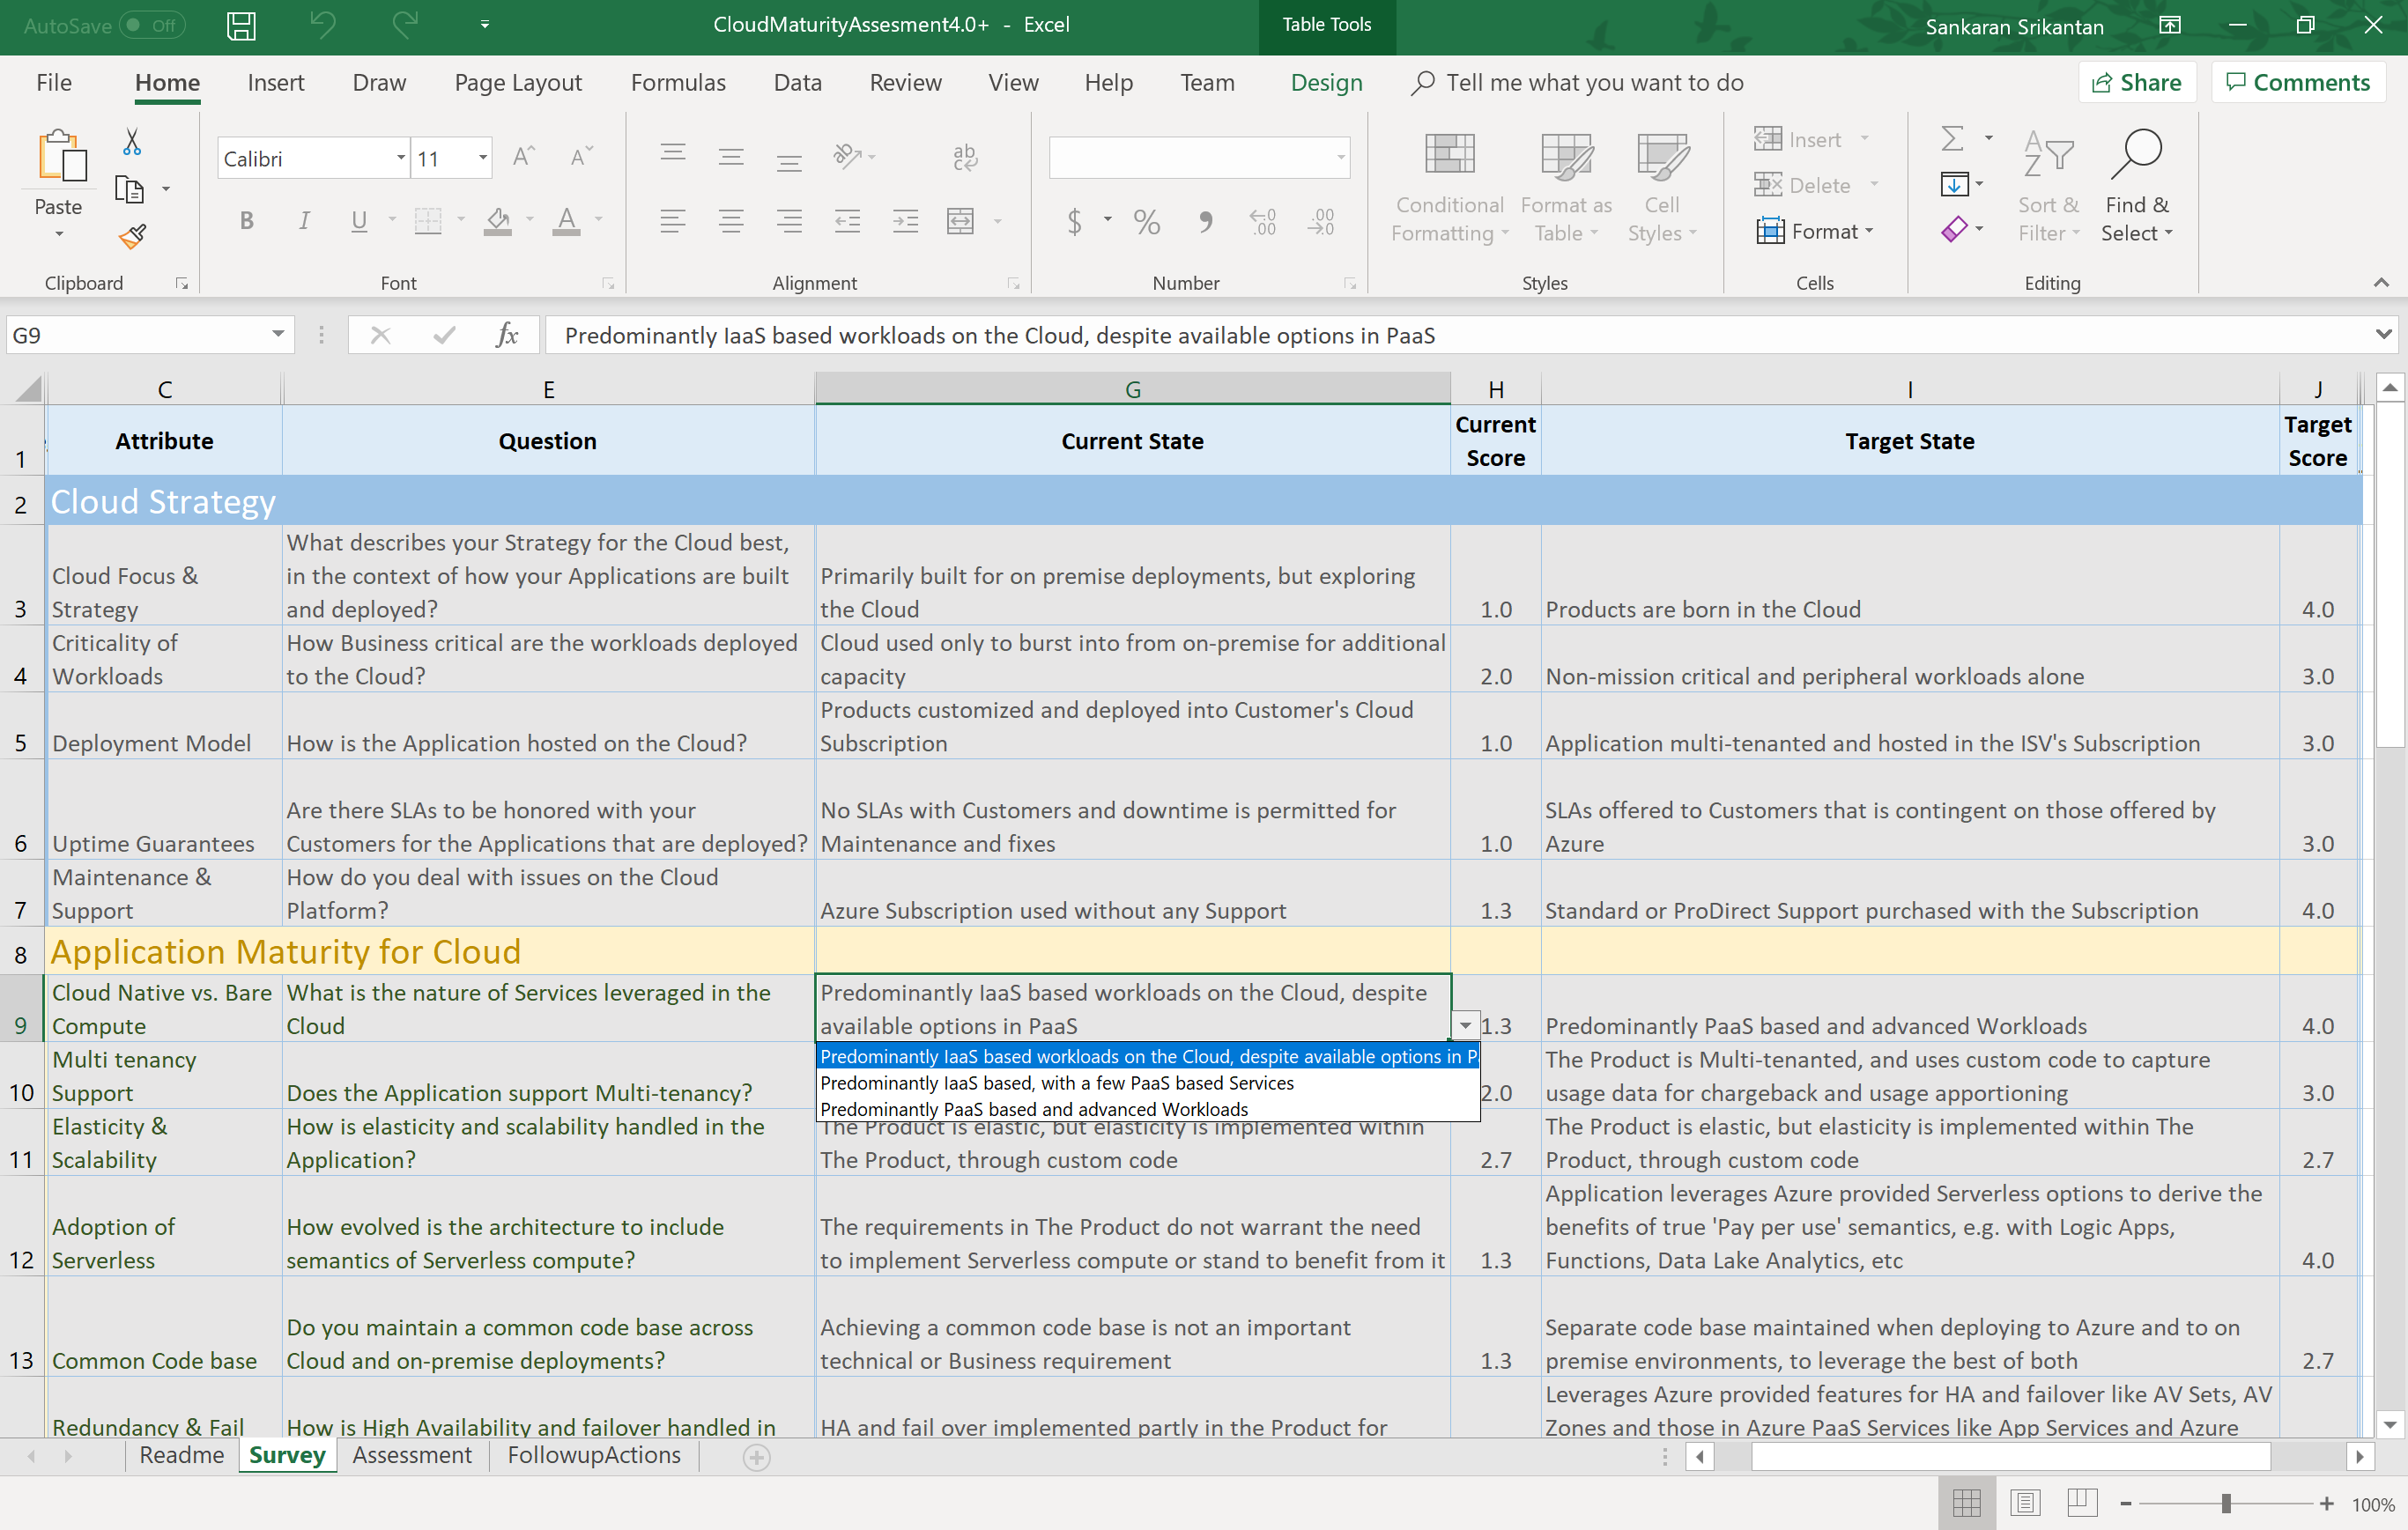 AutoSave Off CloudMaturityAssesment4.0+ - Excel Table Tools Sankaran Srikantan
File Home Insert Draw Page Layout Formulas Data Review View Help Team Design Tell me what you want to do Share Comments
Paste
Calibri 11
Conditional Formatting
Format as Table
Cell Styles
Insert
Delete
Format
Sort & Filter
Find & Select
Clipboard Font Alignment Number Styles Cells Editing
G9 fx Predominantly IaaS based workloads on the Cloud, despite available options in PaaS
C E G H I J
1 Attribute Question Current State Current Score Target State Target Score
2 Cloud Strategy
3
Cloud Focus &
Strategy
What describes your Strategy for the Cloud best,
in the context of how your Applications are built
and deployed?
Primarily built for on premise deployments, but exploring
the Cloud
1.0
Products are born in the Cloud
4.0
4
Criticality of
Workloads
How Business critical are the workloads deployed
to the Cloud?
Cloud used only to burst into from on-premise for additional
capacity
2.0
Non-mission critical and peripheral workloads alone
3.0
5
Deployment Model
How is the Application hosted on the Cloud?
Products customized and deployed into Customer's Cloud
Subscription
1.0
Application multi-tenanted and hosted in the ISV's Subscription
3.0
6
Uptime Guarantees
Are there SLAs to be honored with your
Customers for the Applications that are deployed?
No SLAs with Customers and downtime is permitted for
Maintenance and fixes
1.0
SLAs offered to Customers that is contingent on those offered by
Azure
3.0
7
Maintenance &
Support
How do you deal with issues on the Cloud
Platform?
Azure Subscription used without any Support
1.3
Standard or ProDirect Support purchased with the Subscription
4.0
8 Application Maturity for Cloud
9
Cloud Native vs. Bare
Compute
What is the nature of Services leveraged in the
Cloud
Predominantly IaaS based workloads on the Cloud, despite
available options in PaaS
1.3
Predominantly PaaS based and advanced Workloads
4.0
Predominantly IaaS based workloads on the Cloud, despite available options in P
Predominantly IaaS based, with a few PaaS based Services
Predominantly PaaS based and advanced Workloads
10
Multi tenancy
Support
Does the Application support Multi-tenancy?
2.0
The Product is Multi-tenanted, and uses custom code to capture
usage data for chargeback and usage apportioning
3.0
11
Elasticity &
Scalability
How is elasticity and scalability handled in the
Application?
The Product is elastic, but elasticity is implemented within
The Product, through custom code
2.7
The Product is elastic, but elasticity is implemented within The
Product, through custom code
2.7
12
Adoption of
Serverless
How evolved is the architecture to include
semantics of Serverless compute?
The requirements in The Product do not warrant the need
to implement Serverless compute or stand to benefit from it
1.3
Application leverages Azure provided Serverless options to derive the
benefits of true 'Pay per use' semantics, e.g. with Logic Apps,
Functions, Data Lake Analytics, etc
4.0
13
Common Code base
Do you maintain a common code base across
Cloud and on-premise deployments?
Achieving a common code base is not an important
technical or Business requirement
1.3
Separate code base maintained when deploying to Azure and to on
premise environments, to leverage the best of both
2.7
Redundancy & Fail
How is High Availability and failover handled in
HA and fail over implemented partly in the Product for
Leverages Azure provided features for HA and failover like AV Sets, AV
Zones and those in Azure PaaS Services like App Services and Azure
Readme Survey Assessment FollowupActions
100%